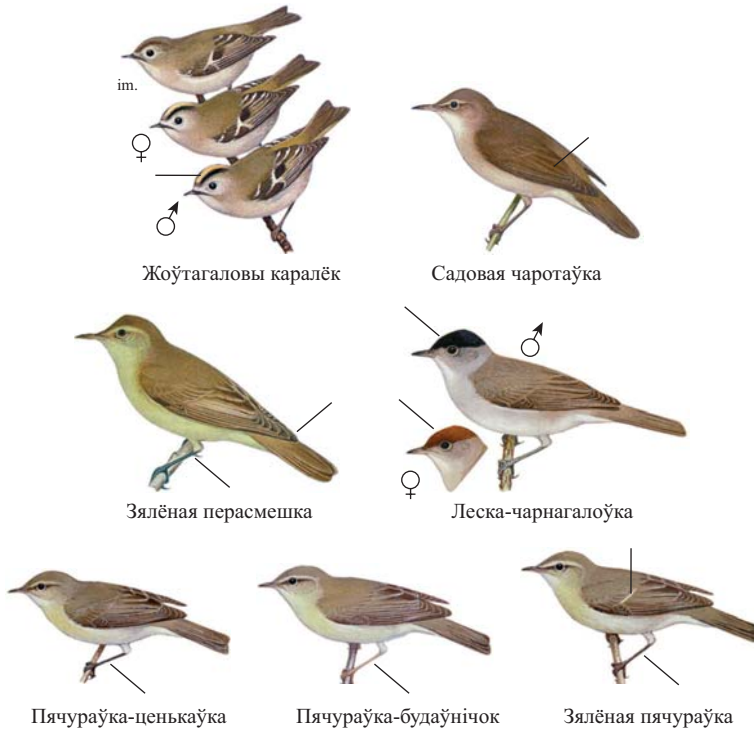 im.
♀
♂
Жоўтагаловы каралёк
Садовая чаротаўка
♂
♀
Зялёная перасмешка
Леска-чарнагалоўка
Пячураўка-ценькаўка
Пячураўка-будаўнічок
Зялёная пячураўка